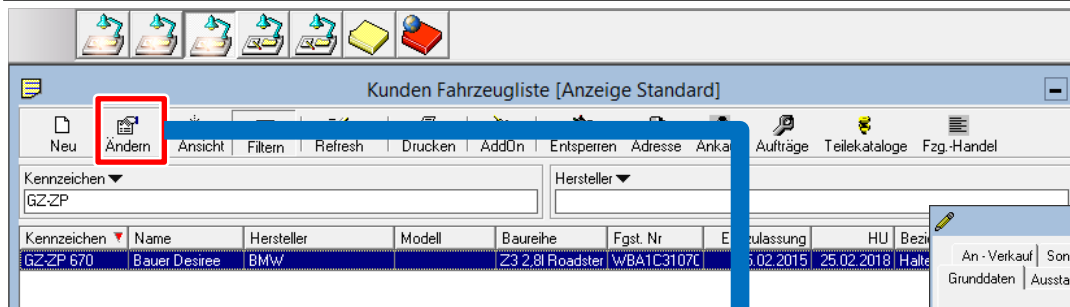 Kunden Fahrzeugliste [Anzeige Standard]
Neu Ändern Ansicht Filtern Refresh Drucken AddOn Entsperren Adresse Aufträge Teilekataloge Fzg.-Handel
Kennzeichen Hersteller
GZ-ZP
Kennzeichen Name Hersteller Modell Baureihe Fgst. Nr HU
GZ-ZP 670 Bauer Desiree BMW Z3 2,8l Roadster .02.2015 25.02.2018
An - Verkauf
Grunddaten